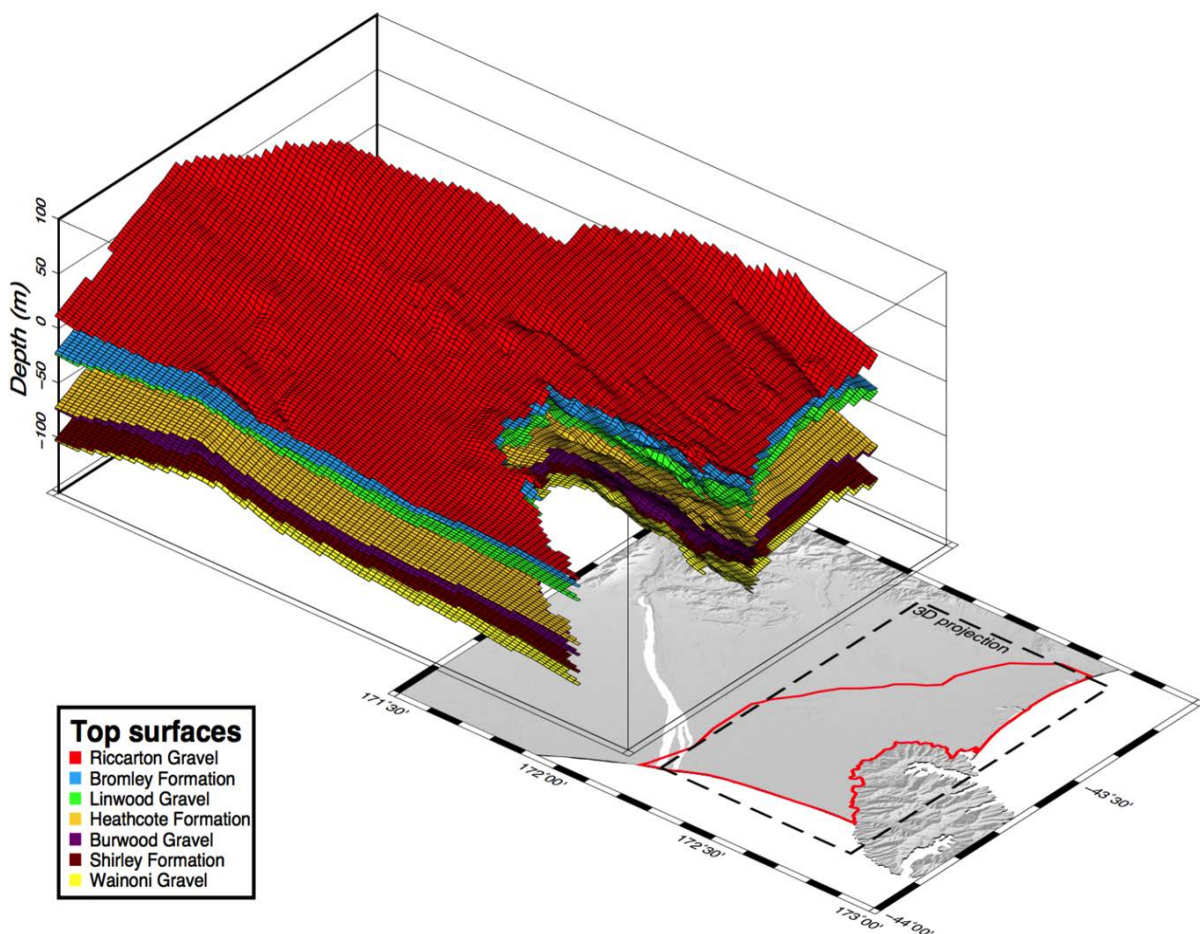 100
50
0
−50
−100
Depth (m)
3D projection
171˚30'
172˚00'
172˚30'
173˚00'
−44˚00'
−43˚30'
Top surfaces
Riccarton Gravel
Bromley Formation
Linwood Gravel
Heathcote Formation
Burwood Gravel
Shirley Formation
Wainoni Gravel